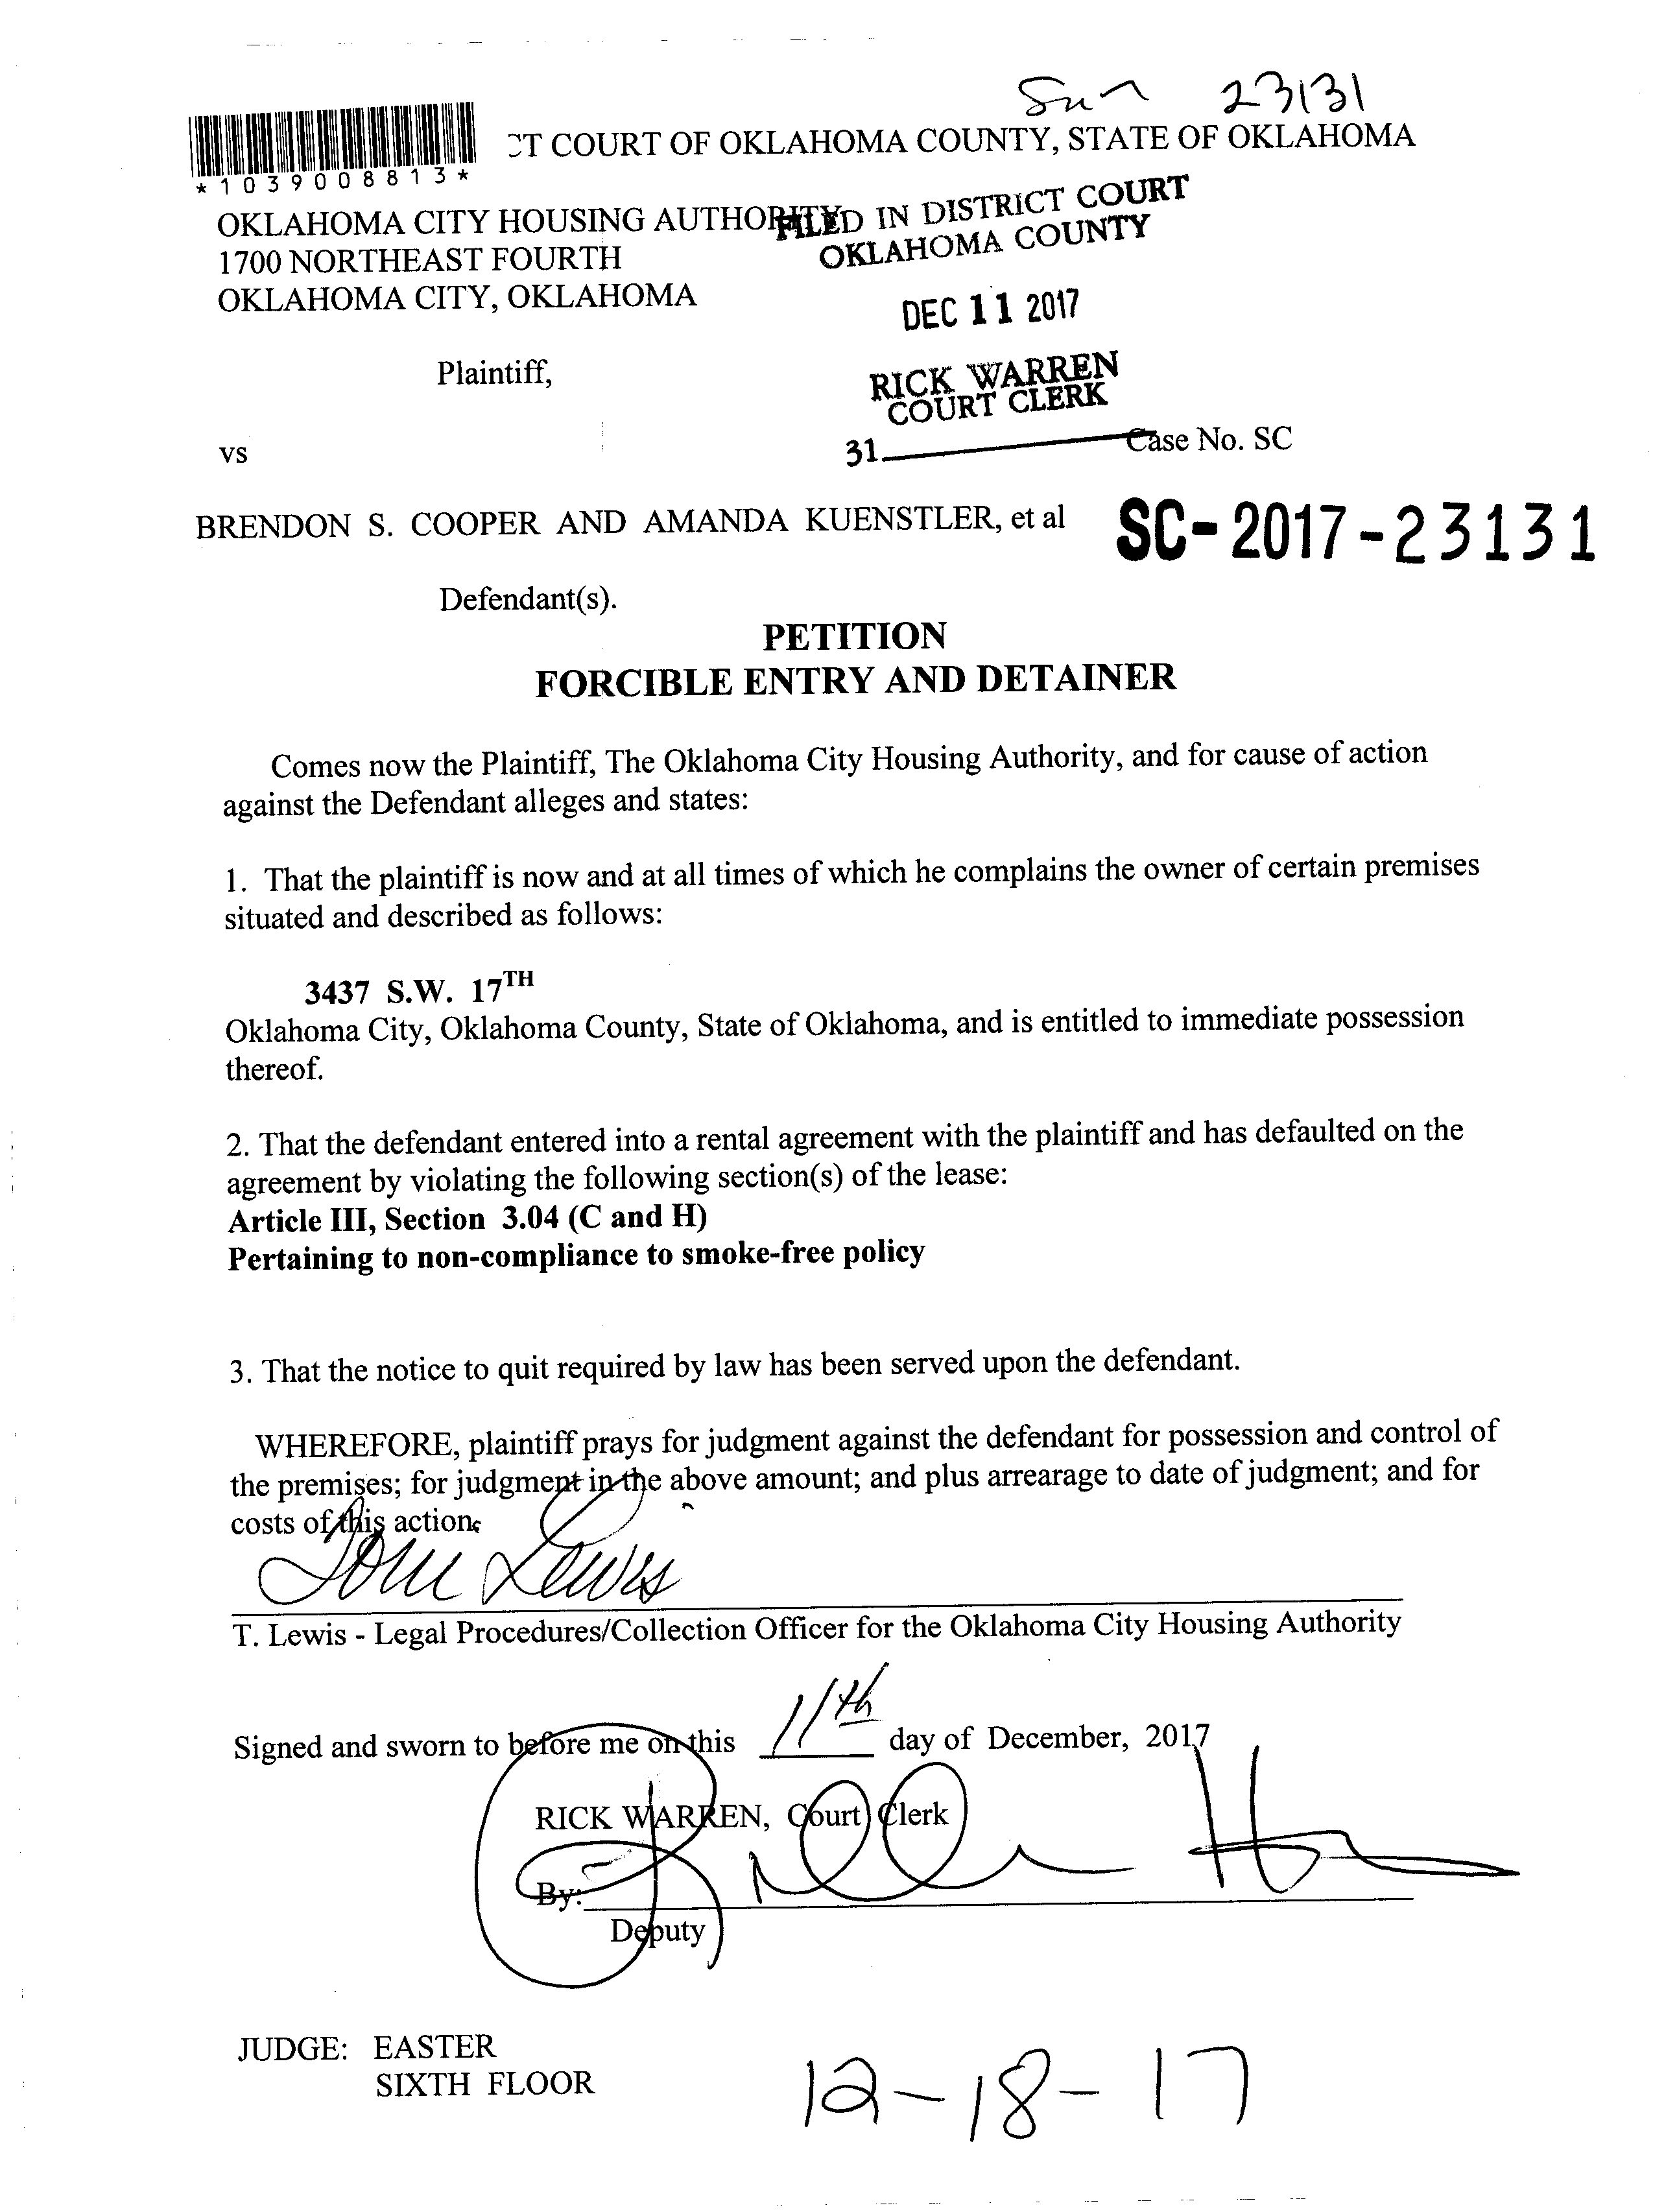 23131
CT COURT OF OKLAHOMA COUNTY, STATE OF OKLAHOMA
*1039008813*
OKLAHOMA CITY HOUSING AUTHORITY
FILED IN DISTRICT COURT
OKLAHOMA COUNTY
1700 NORTHEAST FOURTH
OKLAHOMA CITY, OKLAHOMA
DEC 11 2017
Plaintiff,
RICK WARREN
COURT CLERK
31
vs
Case No. SC
BRENDON S. COOPER AND AMANDA KUENSTLER, et al
SC-2017-23131
Defendant(s).
PETITION
FORCIBLE ENTRY AND DETAINER
Comes now the Plaintiff, The Oklahoma City Housing Authority, and for cause of action
against the Defendant alleges and states:
1. That the plaintiff is now and at all times of which he complains the owner of certain premises
situated and described as follows:
3437 S.W. 17TH
Oklahoma City, Oklahoma County, State of Oklahoma, and is entitled to immediate possession
thereof.
2. That the defendant entered into a rental agreement with the plaintiff and has defaulted on the
agreement by violating the following section(s) of the lease:
Article III, Section 3.04 (C and H)
Pertaining to non-compliance to smoke-free policy
3. That the notice to quit required by law has been served upon the defendant.
WHEREFORE, plaintiff prays for judgment against the defendant for possession and control of
the premises; for judgment in the above amount; and plus arrearage to date of judgment; and for
costs of this action.
Tom Lewis
T. Lewis - Legal Procedures/Collection Officer for the Oklahoma City Housing Authority
Signed and sworn to before me on this 11th day of December, 2017
RICK WARREN, Court Clerk
By:
Deputy
JUDGE: EASTER
SIXTH FLOOR
12-18-17